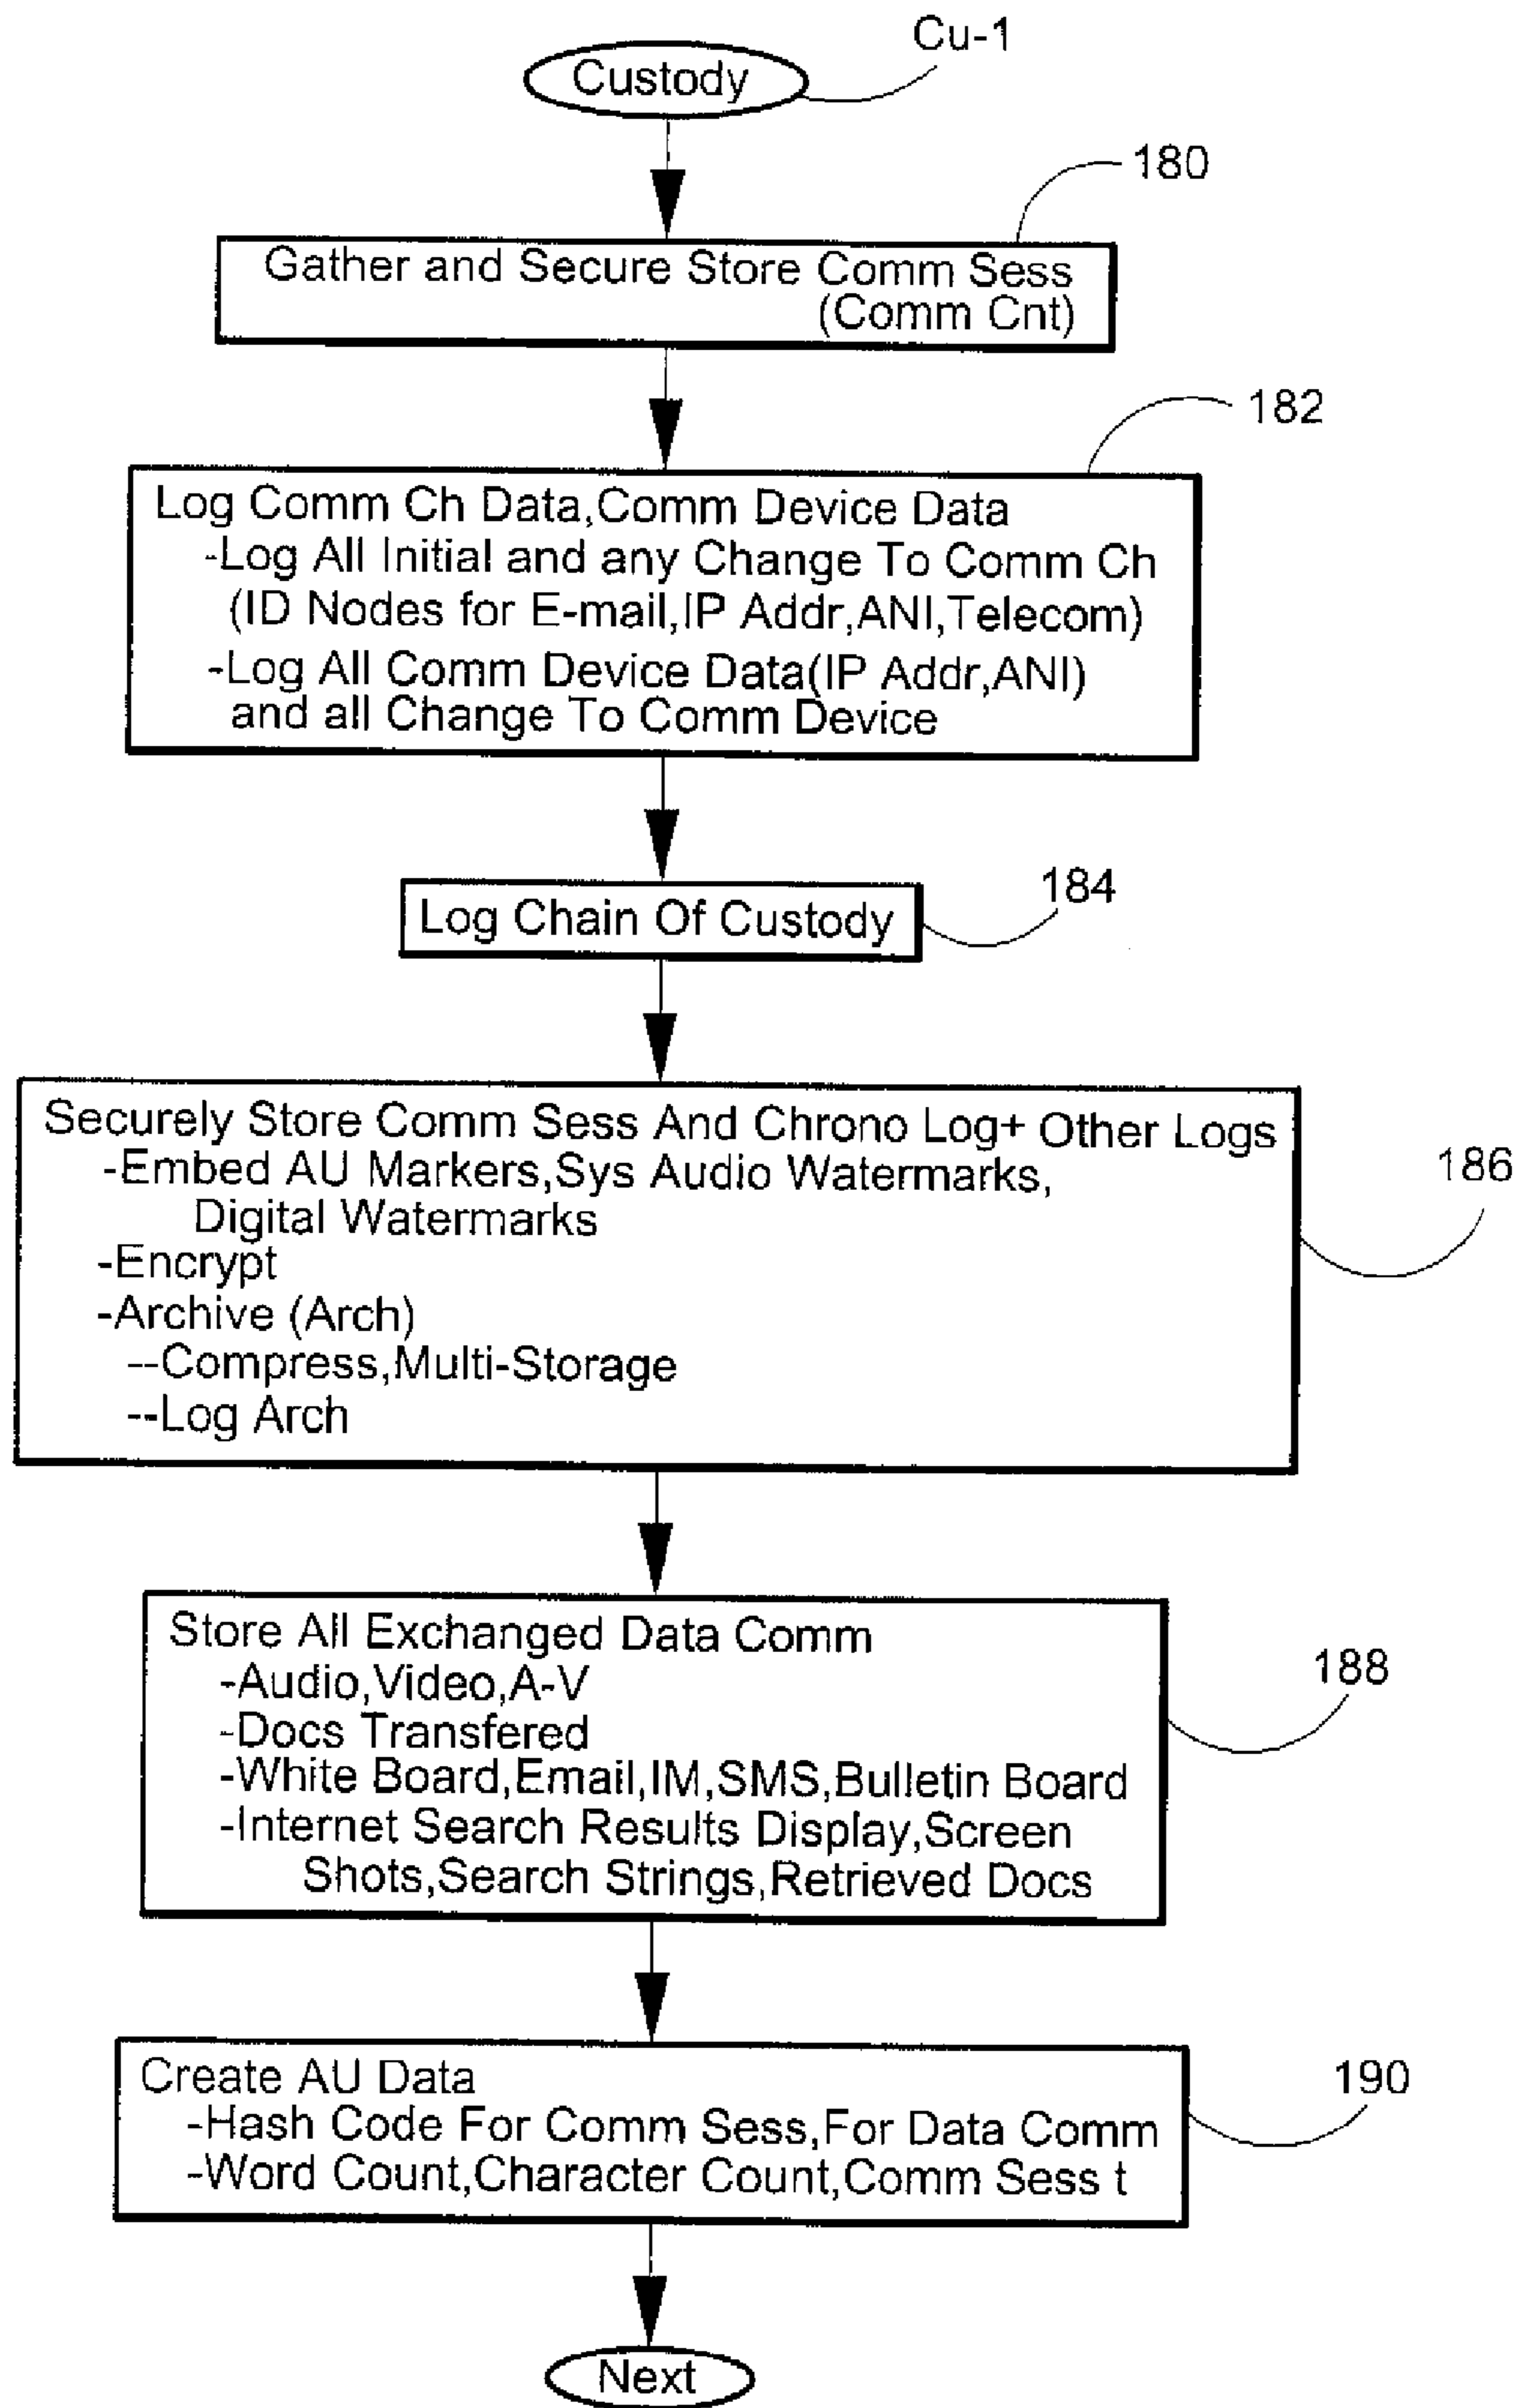 Cu-1
Custody
180
Gather and Secure Store Comm Sess
(Comm Cnt)
182
Log Comm Ch Data,Comm Device Data
-Log All Initial and any Change To Comm Ch
(ID Nodes for E-mail,IP Addr,ANI,Telecom)
-Log All Comm Device Data(IP Addr,ANI)
and all Change To Comm Device
184
Log Chain Of Custody
Securely Store Comm Sess And Chrono Log+ Other Logs
186
-Embed AU Markers,Sys Audio Watermarks,
Digital Watermarks
-Encrypt
-Archive (Arch)
--Compress,Multi-Storage
--Log Arch
Store All Exchanged Data Comm
188
-Audio,Video,A-V
-Docs Transfered
-White Board,Email,IM,SMS,Bulletin Board
-Internet Search Results Display,Screen
Shots,Search Strings,Retrieved Docs
Create AU Data
190
-Hash Code For Comm Sess,For Data Comm
-Word Count,Character Count,Comm Sess t
Next